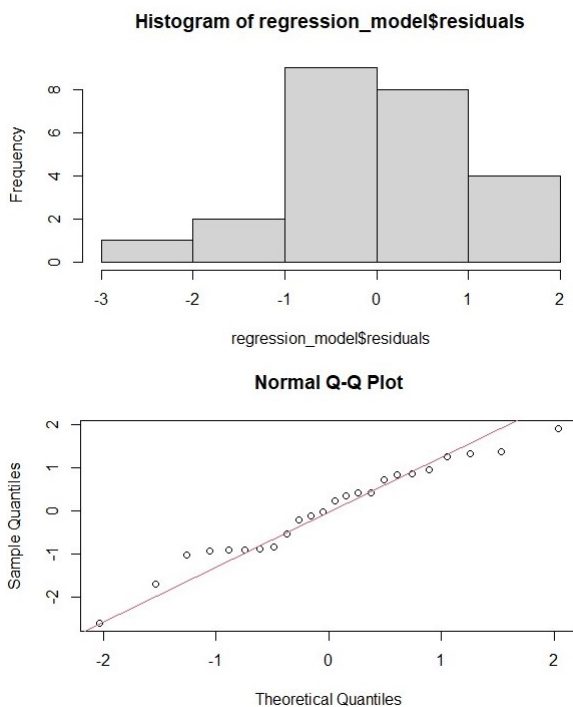 Histogram of regression_model$residuals
Frequency
8
6
4
2
0
-3 -2 -1 0 1 2
regression_model$residuals
Normal Q-Q Plot
Sample Quantiles
2
1
0
-1
-2
-2 -1 0 1 2
Theoretical Quantiles